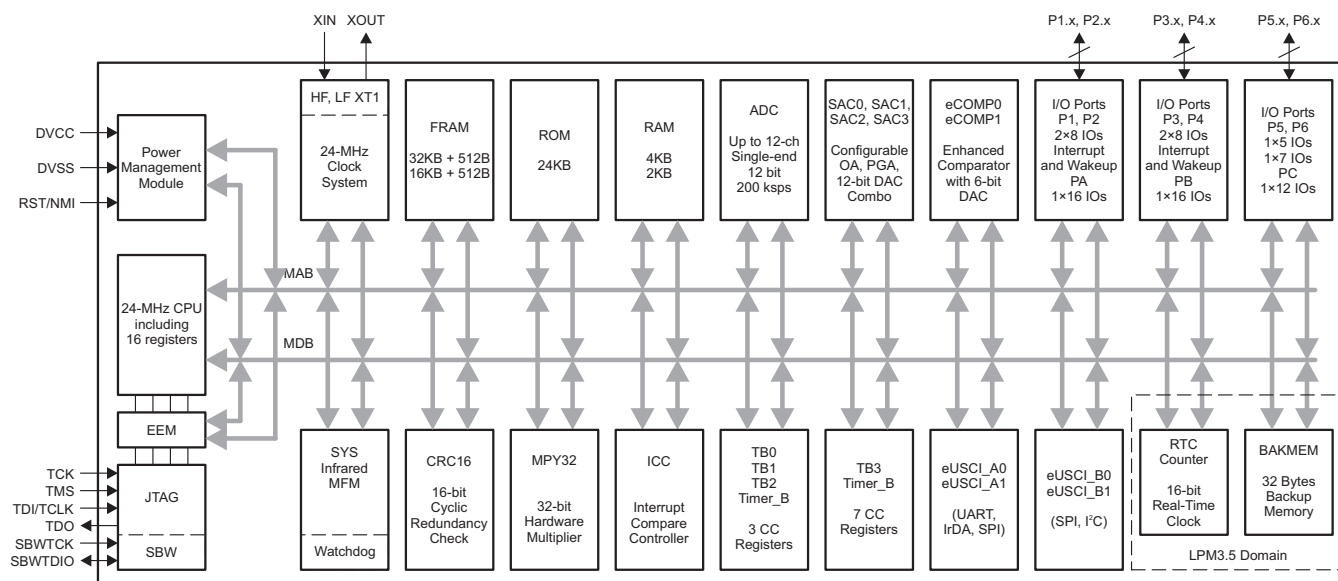 XIN XOUT
P1.x, P2.x
P3.x, P4.x
P5.x, P6.x
DVCC
DVSS
RST/NMI
Power
Management
Module
HF, LF XT1
24-MHz
Clock
System
FRAM
32KB + 512B
16KB + 512B
ROM
24KB
RAM
4KB
2KB
ADC
Up to 12-ch
Single-end
12 bit
200 ksps
SAC0, SAC1,
SAC2, SAC3
Configurable
OA, PGA,
12-bit DAC
Combo
eCOMP0
eCOMP1
Enhanced
Comparator
with 6-bit
DAC
I/O Ports
P1, P2
2×8 IOs
Interrupt
and Wakeup
PA
1×16 IOs
I/O Ports
P3, P4
2×8 IOs
Interrupt
and Wakeup
PB
1×16 IOs
I/O Ports
P5, P6
1×5 IOs
1×7 IOs
PC
1×12 IOs
MAB
24-MHz CPU
including
16 registers
MDB
EEM
TCK
TMS
TDI/TCLK
TDO
SBWTCK
SBWTDIO
JTAG
SBW
SYS
Infrared
MFM
Watchdog
CRC16
16-bit
Cyclic
Redundancy
Check
MPY32
32-bit
Hardware
Multiplier
ICC
Interrupt
Compare
Controller
TB0
TB1
TB2
Timer_B
3 CC
Registers
TB3
Timer_B
7 CC
Registers
eUSCI_A0
eUSCI_A1
(UART,
IrDA, SPI)
eUSCI_B0
eUSCI_B1
(SPI, I²C)
RTC
Counter
16-bit
Real-Time
Clock
BAKMEM
32 Bytes
Backup
Memory
LPM3.5 Domain